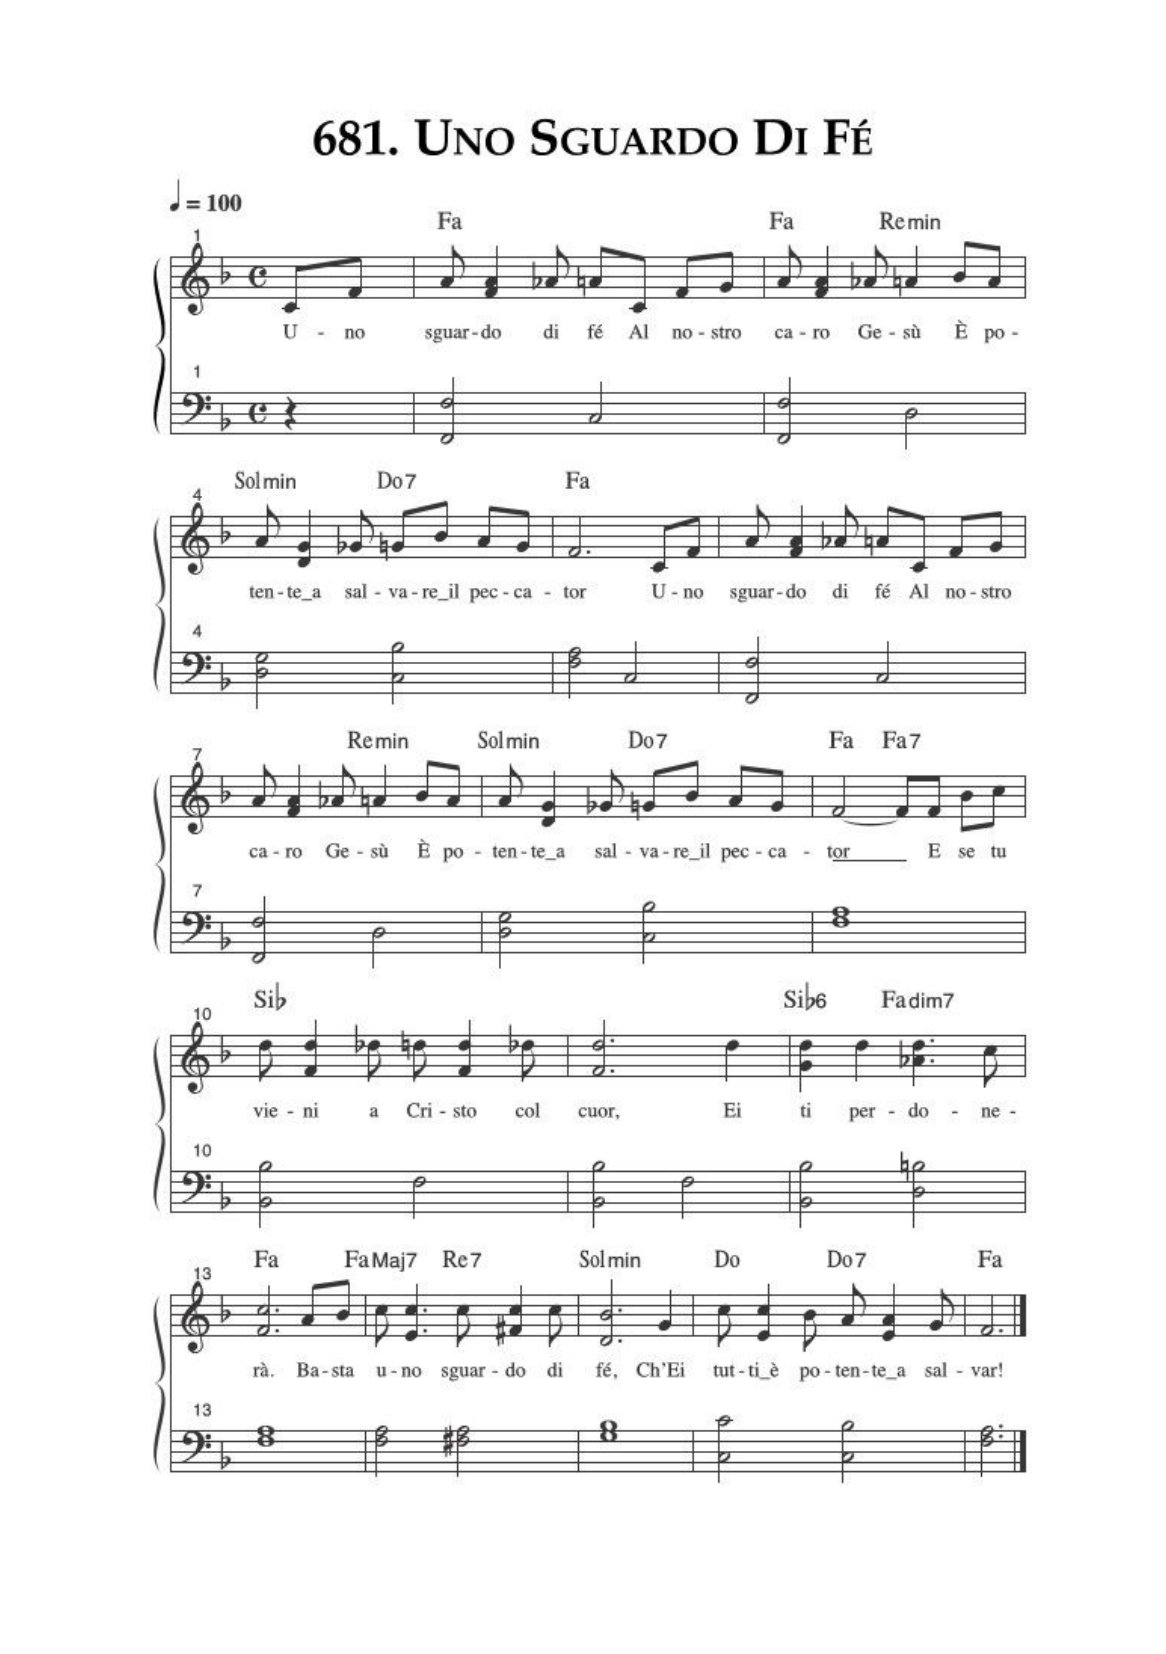 681. UNO SGUARDO DI FÉ
♩ = 100
Fa Fa Remin
1
U - no sguar - do di fé Al no - stro ca - ro Ge - sù È po -
1
Solmin Do7 Fa
4
ten - te_a sal - va - re_il pec - ca - tor U - no sguar - do di fé Al no - stro
4
Remin Solmin Do7 Fa Fa7
7
ca - ro Ge - sù È po - ten - te_a sal - va - re_il pec - ca - tor E se tu
7
Si♭ Si♭6 Fadim7
10
vie - ni a Cri - sto col cuor, Ei ti per - do - ne -
10
Fa FaMaj7 Re7 Solmin Do Do7 Fa
13
rà. Ba - sta u - no sguar - do di fé, Ch'Ei tut - ti_è po - ten - te_a sal - var!
13